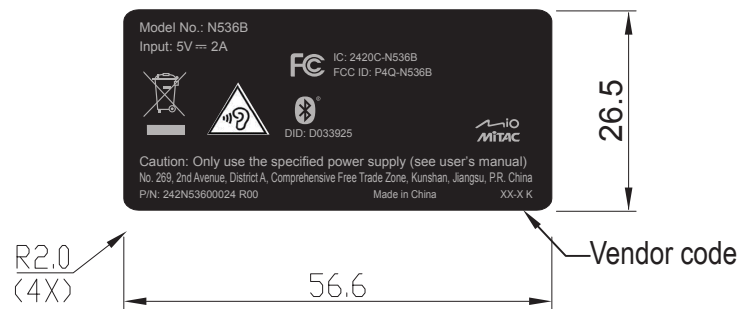 Model No.: N536B
Input: 5V ⎓ 2A
FC IC: 2420C-N536B
FCC ID: P4Q-N536B
®
DID: D033925
Mio
MiTAC
Caution: Only use the specified power supply (see user's manual)
No. 269, 2nd Avenue, District A, Comprehensive Free Trade Zone, Kunshan, Jiangsu, P.R. China
P/N: 242N53600024 R00 Made in China XX-X K
26.5
Vendor code
R2.0
(4X)
56.6